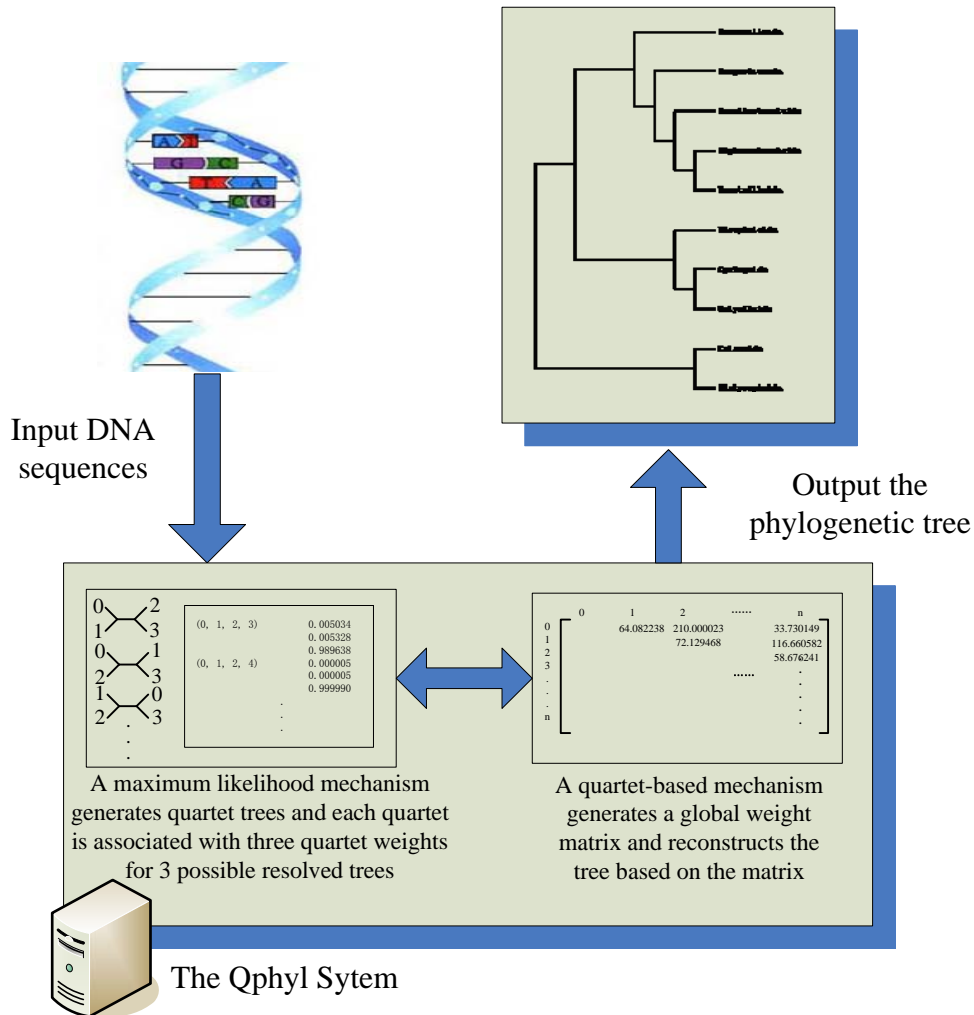 A
G C
T A
C G
Input DNA
sequences
Output the
phylogenetic tree
0 2
1 3
0 1
2 3
1 0
2 3
.
.
.
(0, 1, 2, 3) 0.005034
0.005328
0.989638
(0, 1, 2, 4) 0.000005
0.000005
0.999990
.
.
.
A maximum likelihood mechanism
generates quartet trees and each quartet
is associated with three quartet weights
for 3 possible resolved trees
0 1 2 ...... n
0 64.082238 210.000023 33.730149
1 72.129468 116.660582
2 58.676241
3 ......
.
.
.
n
A quartet-based mechanism
generates a global weight
matrix and reconstructs the
tree based on the matrix
The Qphyl Sytem